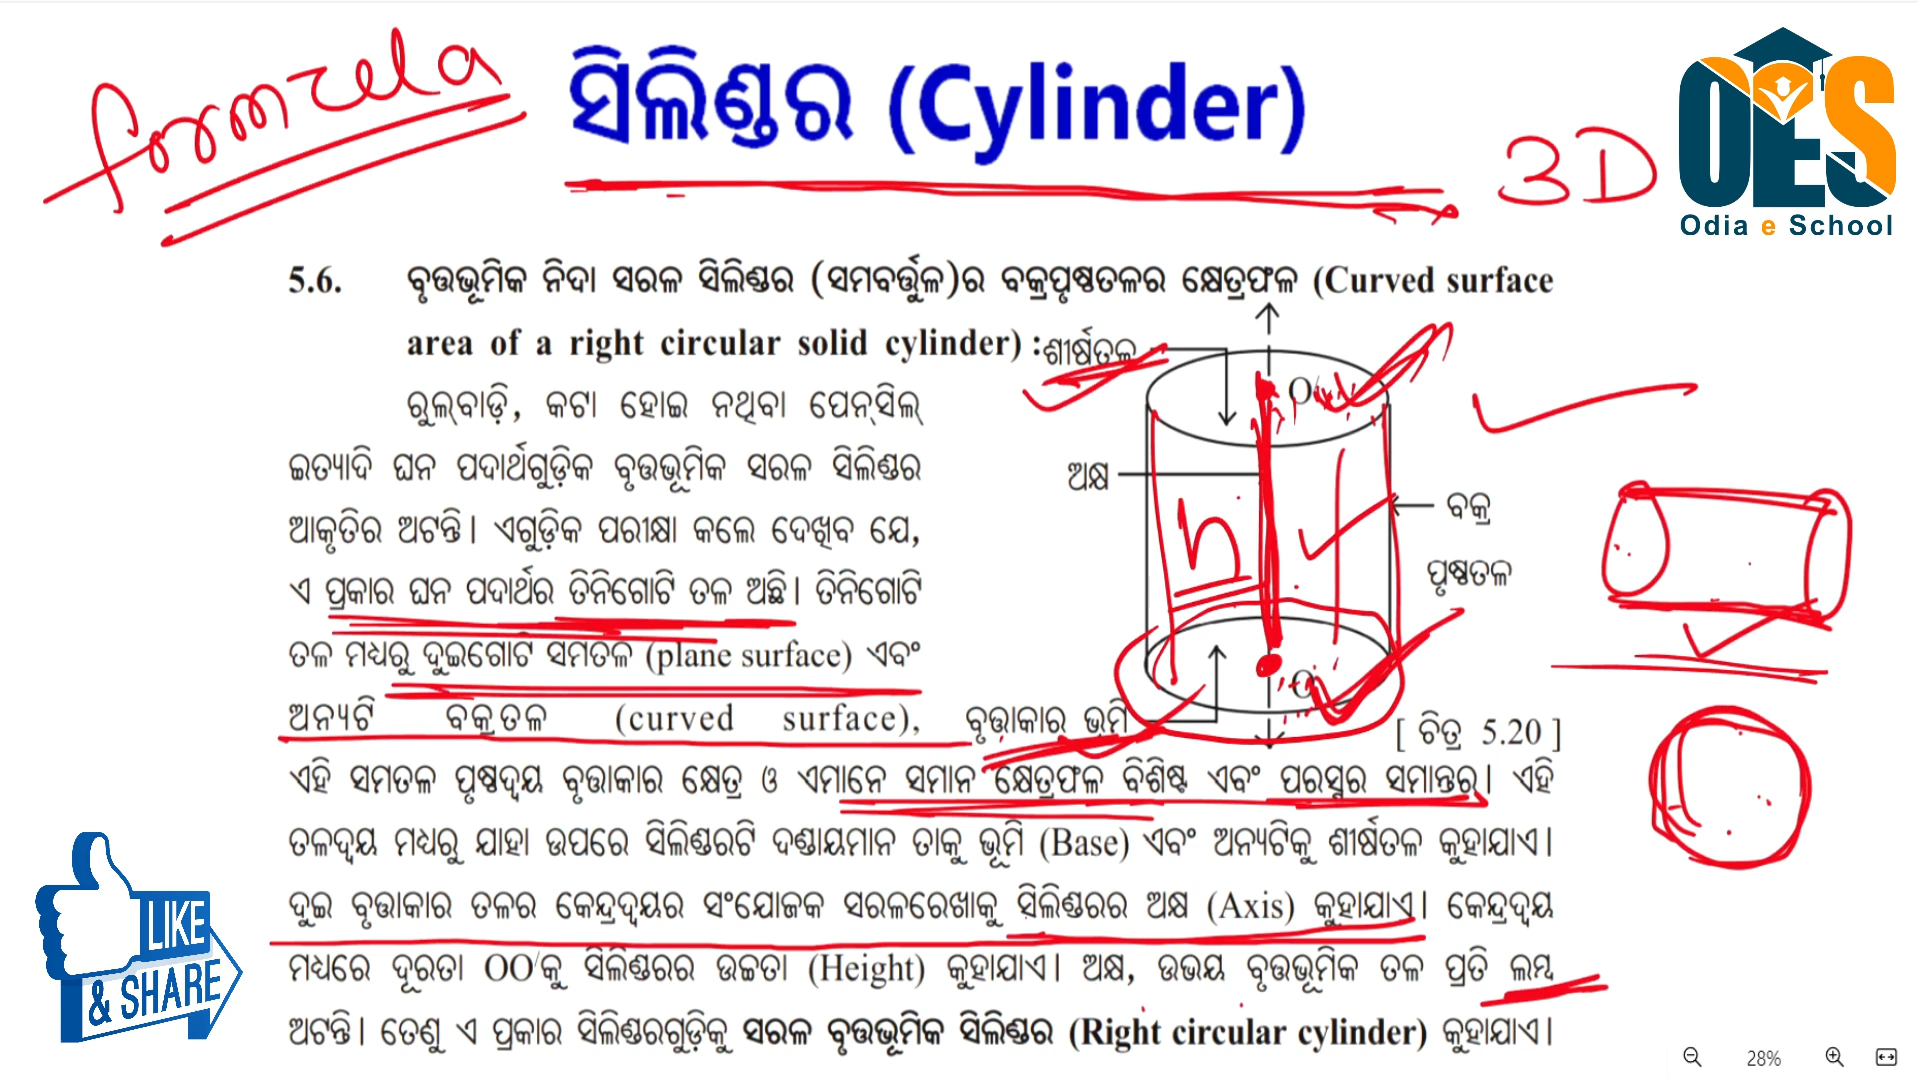 formula
ସିଲିଣ୍ଡର (Cylinder)
3D
OES
Odia e School
5.6. ବୃତ୍ତଭୂମିକ ନିଦା ସରଳ ସିଲିଣ୍ଡର (ସମବର୍ତ୍ତୁଳ)ର ବକ୍ରପୃଷ୍ଠତଳର କ୍ଷେତ୍ରଫଳ (Curved surface
area of a right circular solid cylinder) :
ଶୀର୍ଷତଳ
ରୁଲ୍‌ବାଡ଼ି, କଟା ହୋଇ ନଥିବା ପେନ୍‌ସିଲ୍
ଇତ୍ୟାଦି ଘନ ପଦାର୍ଥଗୁଡ଼ିକ ବୃତ୍ତଭୂମିକ ସରଳ ସିଲିଣ୍ଡର
ଆକୃତିର ଅଟନ୍ତି। ଏଗୁଡ଼ିକ ପରୀକ୍ଷା କଲେ ଦେଖିବ ଯେ,
ଏ ପ୍ରକାର ଘନ ପଦାର୍ଥର ତିନିଗୋଟି ତଳ ଅଛି। ତିନିଗୋଟି
ତଳ ମଧ୍ୟରୁ ଦୁଇଗୋଟି ସମତଳ (plane surface) ଏବଂ
ଅନ୍ୟଟି ବକ୍ରତଳ (curved surface),
O
ଅକ୍ଷ
h
ବକ୍ର
ପୃଷ୍ଠତଳ
O
ବୃତ୍ତାକାର ଭୂମି
[ ଚିତ୍ର 5.20 ]
ଏହି ସମତଳ ପୃଷ୍ଠଦ୍ୱୟ ବୃତ୍ତାକାର କ୍ଷେତ୍ର ଓ ଏମାନେ ସମାନ କ୍ଷେତ୍ରଫଳ ବିଶିଷ୍ଟ ଏବଂ ପରସ୍ପର ସମାନ୍ତର। ଏହି
ତଳଦ୍ୱୟ ମଧ୍ୟରୁ ଯାହା ଉପରେ ସିଲିଣ୍ଡରଟି ଦଣ୍ଡାୟମାନ ତାକୁ ଭୂମି (Base) ଏବଂ ଅନ୍ୟଟିକୁ ଶୀର୍ଷତଳ କୁହାଯାଏ।
ଦୁଇ ବୃତ୍ତାକାର ତଳର କେନ୍ଦ୍ରଦ୍ୱୟର ସଂଯୋଜକ ସରଳରେଖାକୁ ସିଲିଣ୍ଡରର ଅକ୍ଷ (Axis) କୁହାଯାଏ। କେନ୍ଦ୍ରଦ୍ୱୟ
ମଧ୍ୟରେ ଦୂରତା OO/କୁ ସିଲିଣ୍ଡରର ଉଚ୍ଚତା (Height) କୁହାଯାଏ। ଅକ୍ଷ, ଉଭୟ ବୃତ୍ତଭୂମିକ ତଳ ପ୍ରତି ଲମ୍ବ
ଅଟନ୍ତି। ତେଣୁ ଏ ପ୍ରକାର ସିଲିଣ୍ଡରଗୁଡ଼ିକୁ ସରଳ ବୃତ୍ତଭୂମିକ ସିଲିଣ୍ଡର (Right circular cylinder) କୁହାଯାଏ।
LIKE
& SHARE
28%